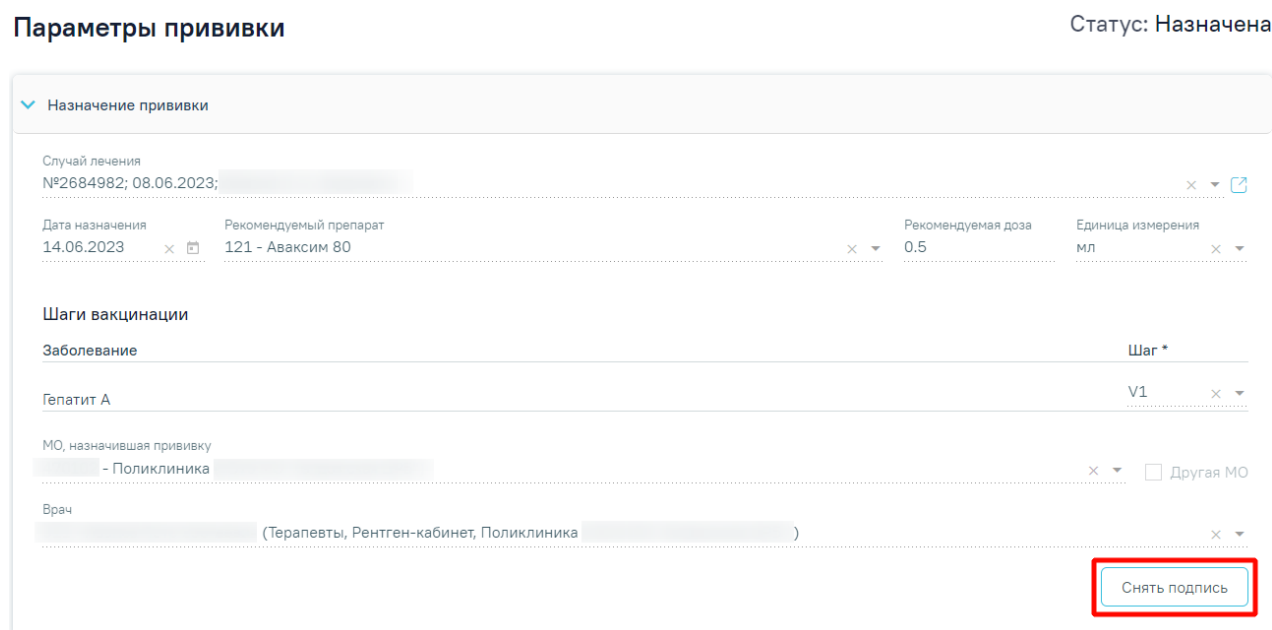 Параметры прививки
Статус: Назначена
Назначение прививки
Случай лечения
№2684982; 08.06.2023;
Дата назначения Рекомендуемый препарат Рекомендуемая доза Единица измерения
14.06.2023 121 - Аваксим 80 0.5 мл
Шаги вакцинации
Заболевание Шаг *
Гепатит А V1
МО, назначившая прививку
- Поликлиника Другая МО
Врач
(Терапевты, Рентген-кабинет, Поликлиника )
Снять подпись